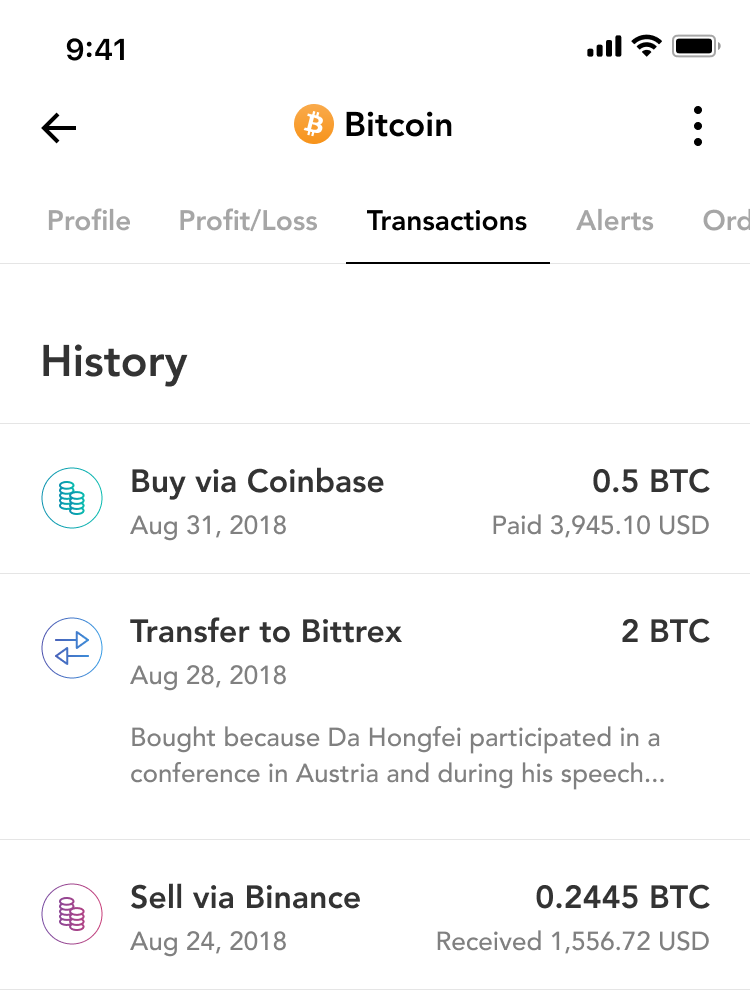 9:41
Bitcoin
Profile Profit/Loss Transactions Alerts Ord
History
Buy via Coinbase 0.5 BTC
Aug 31, 2018 Paid 3,945.10 USD
Transfer to Bittrex 2 BTC
Aug 28, 2018
Bought because Da Hongfei participated in a
conference in Austria and during his speech...
Sell via Binance 0.2445 BTC
Aug 24, 2018 Received 1,556.72 USD